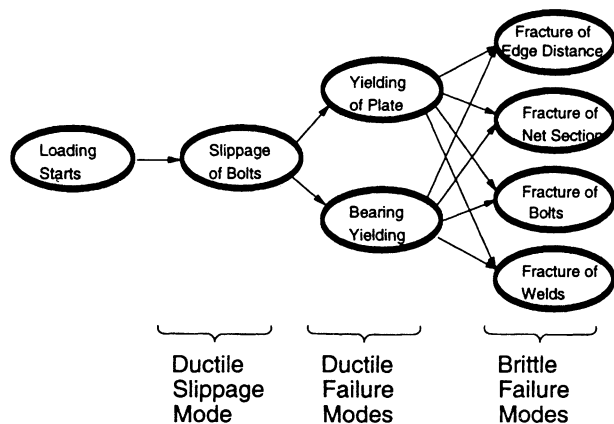 Loading
Starts
Slippage
of Bolts
Yielding
of Plate
Bearing
Yielding
Fracture of
Edge Distance
Fracture of
Net Section
Fracture of
Bolts
Fracture of
Welds
Ductile
Slippage
Mode
Ductile
Failure
Modes
Brittle
Failure
Modes